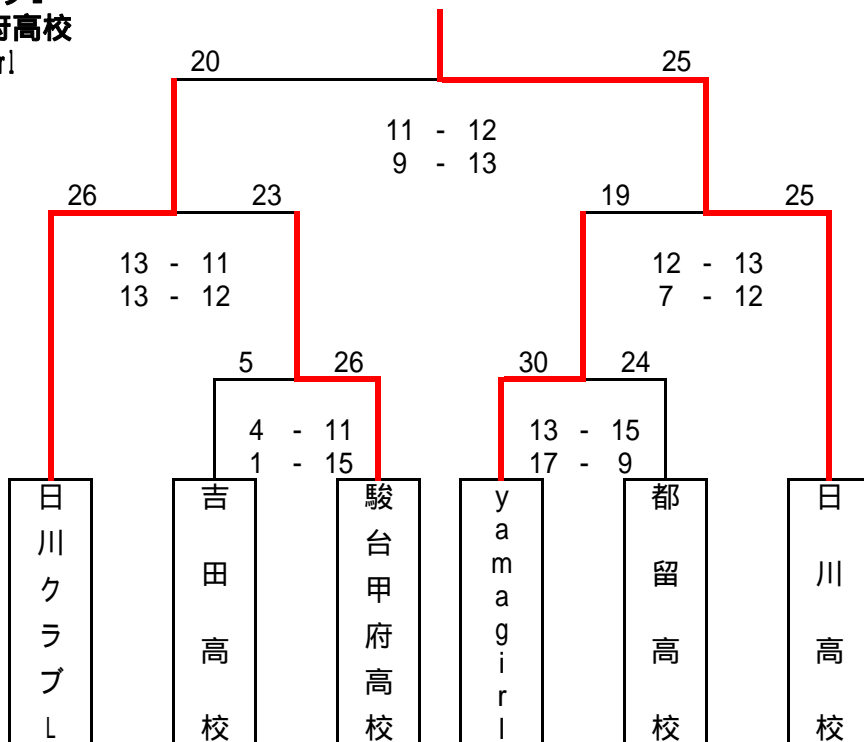 府高校
20 25
11 - 12
9 - 13
26 23 19 25
13 - 11 12 - 13
13 - 12 7 - 12
5 26 30 24
4 - 11 13 - 15
1 - 15 17 - 9
日川クラブL
吉田高校
駿台甲府高校
yamagirl
都留高校
日川高校